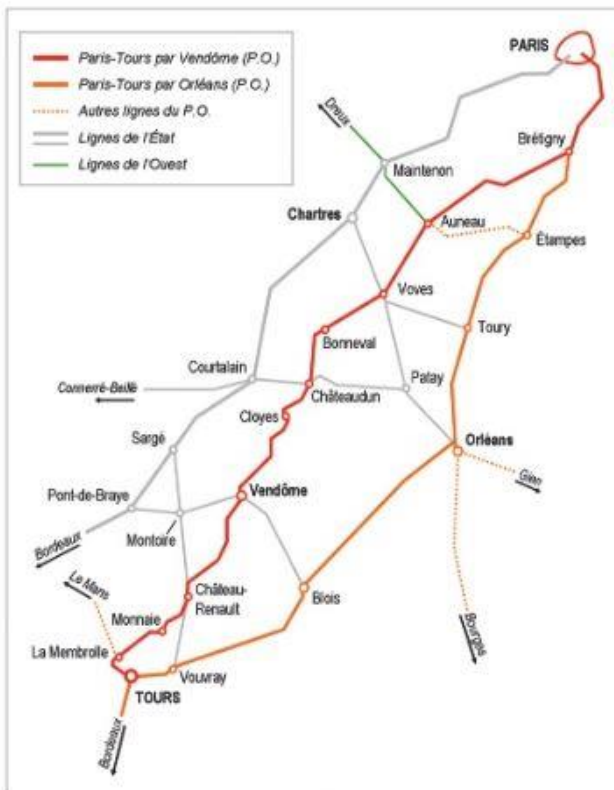 PARIS
Paris-Tours par Vendôme (P.O.)
Paris-Tours par Orléans (P.O.)
Autres lignes du P.O.
Lignes de l'État
Lignes de l'Ouest
Dreux
Brétigny
Maintenon
Chartres
Auneau
Étampes
Voves
Toury
Bonneval
Courtalain
Patay
Connerré-Beillé
Châteaudun
Cloyes
Sargé
Orléans
Gien
Vendôme
Pont-de-Braye
Montoire
Bordeaux
Le Mans
Château-
Renault
Blois
Monnaie
Bourges
La Membrolle
Vouvray
TOURS
Bordeaux